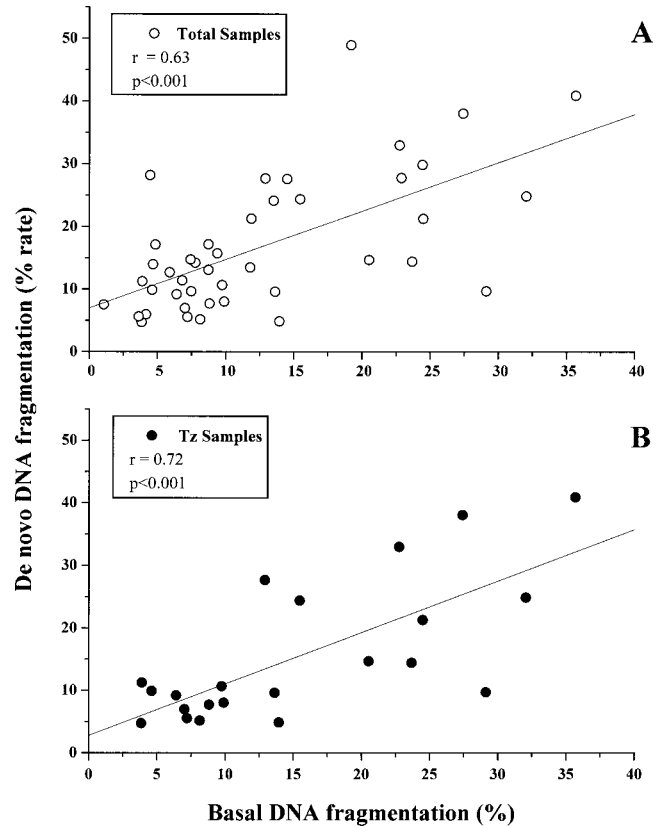 A
○ Total Samples
r = 0.63
p<0.001
50
40
30
20
10
0
0 5 10 15 20 25 30 35 40
B
● Tz Samples
r = 0.72
p<0.001
50
40
30
20
10
0
0 5 10 15 20 25 30 35 40
De novo DNA fragmentation (% rate)
Basal DNA fragmentation (%)